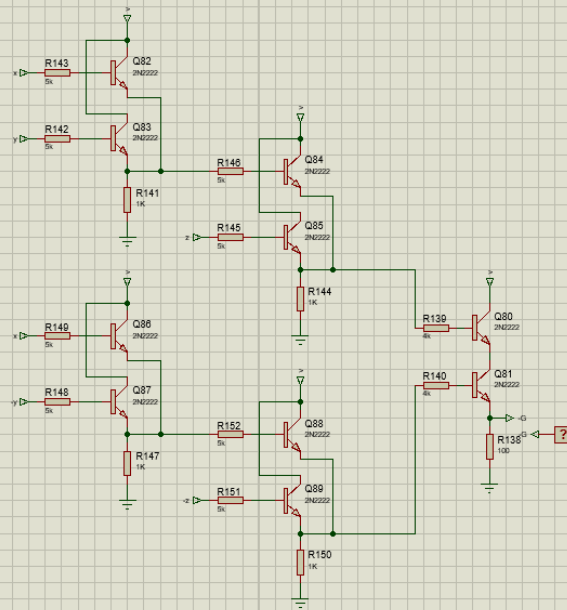 R143
5k
x
Q82
2N2222
R142
5k
y
Q83
2N2222
R141
1K
R146
5k
Q84
2N2222
R145
5k
z
Q85
2N2222
R144
1K
R149
5k
x
Q86
2N2222
R148
5k
-y
Q87
2N2222
R147
1K
R152
5k
Q88
2N2222
R151
5k
-z
Q89
2N2222
R150
1K
R139
4k
Q80
2N2222
R140
4k
Q81
2N2222
-G
R138
100
-G
?